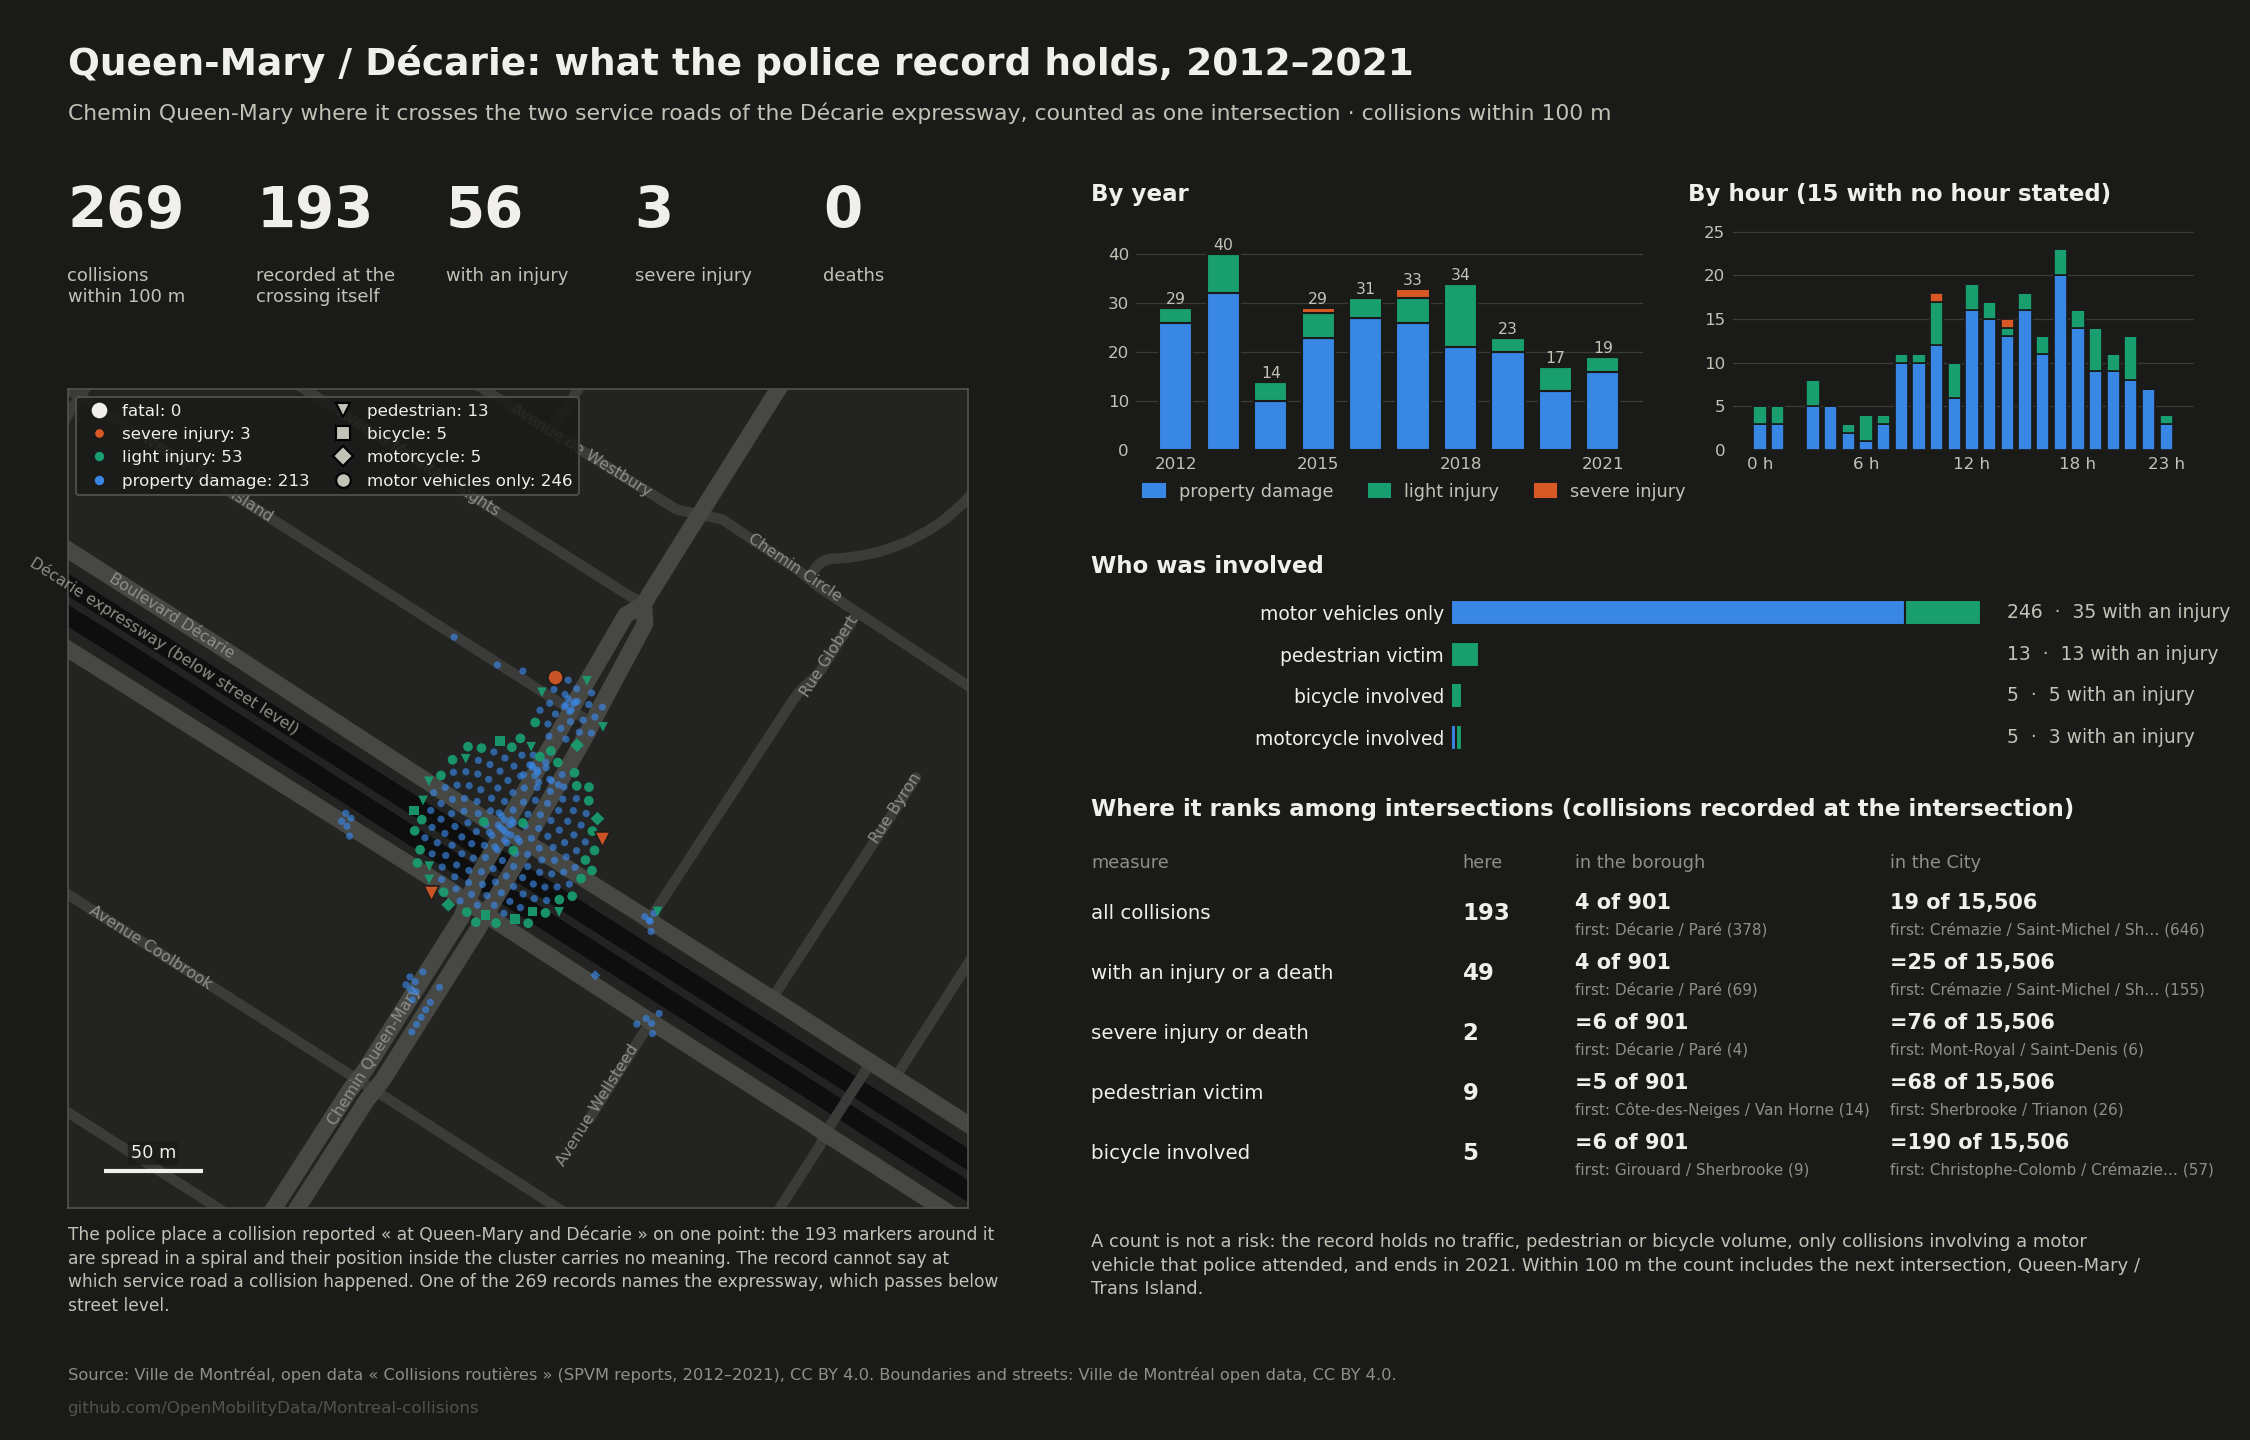 Queen-Mary / Décarie: what the police record holds, 2012–2021
Chemin Queen-Mary where it crosses the two service roads of the Décarie expressway, counted as one intersection · collisions within 100 m
269
collisions
within 100 m
193
recorded at the
crossing itself
56
with an injury
3
severe injury
0
deaths
fatal: 0
severe injury: 3
light injury: 53
property damage: 213
pedestrian: 13
bicycle: 5
motorcycle: 5
motor vehicles only: 246
Avenue de Westbury
Island
Chemin Circle
Décarie expressway (below street level)
Boulevard Décarie
Rue Globert
Rue Byron
Avenue Coolbrook
Chemin Queen-Mary
Avenue Wellsteed
50 m
The police place a collision reported « at Queen-Mary and Décarie » on one point: the 193 markers around it
are spread in a spiral and their position inside the cluster carries no meaning. The record cannot say at
which service road a collision happened. One of the 269 records names the expressway, which passes below
street level.
By year
40
30
20
10
0
29
40
14
29
31
33
34
23
17
19
2012
2015
2018
2021
property damage
light injury
severe injury
By hour (15 with no hour stated)
25
20
15
10
5
0
0 h
6 h
12 h
18 h
23 h
Who was involved
motor vehicles only 246 · 35 with an injury
pedestrian victim 13 · 13 with an injury
bicycle involved 5 · 5 with an injury
motorcycle involved 5 · 3 with an injury
Where it ranks among intersections (collisions recorded at the intersection)
measure here in the borough in the City
all collisions 193 4 of 901 19 of 15,506
first: Décarie / Paré (378) first: Crémazie / Saint-Michel / Sh... (646)
with an injury or a death 49 4 of 901 =25 of 15,506
first: Décarie / Paré (69) first: Crémazie / Saint-Michel / Sh... (155)
severe injury or death 2 =6 of 901 =76 of 15,506
first: Décarie / Paré (4) first: Mont-Royal / Saint-Denis (6)
pedestrian victim 9 =5 of 901 =68 of 15,506
first: Côte-des-Neiges / Van Horne (14) first: Sherbrooke / Trianon (26)
bicycle involved 5 =6 of 901 =190 of 15,506
first: Girouard / Sherbrooke (9) first: Christophe-Colomb / Crémazie... (57)
A count is not a risk: the record holds no traffic, pedestrian or bicycle volume, only collisions involving a motor
vehicle that police attended, and ends in 2021. Within 100 m the count includes the next intersection, Queen-Mary /
Trans Island.
Source: Ville de Montréal, open data « Collisions routières » (SPVM reports, 2012–2021), CC BY 4.0. Boundaries and streets: Ville de Montréal open data, CC BY 4.0.
github.com/OpenMobilityData/Montreal-collisions